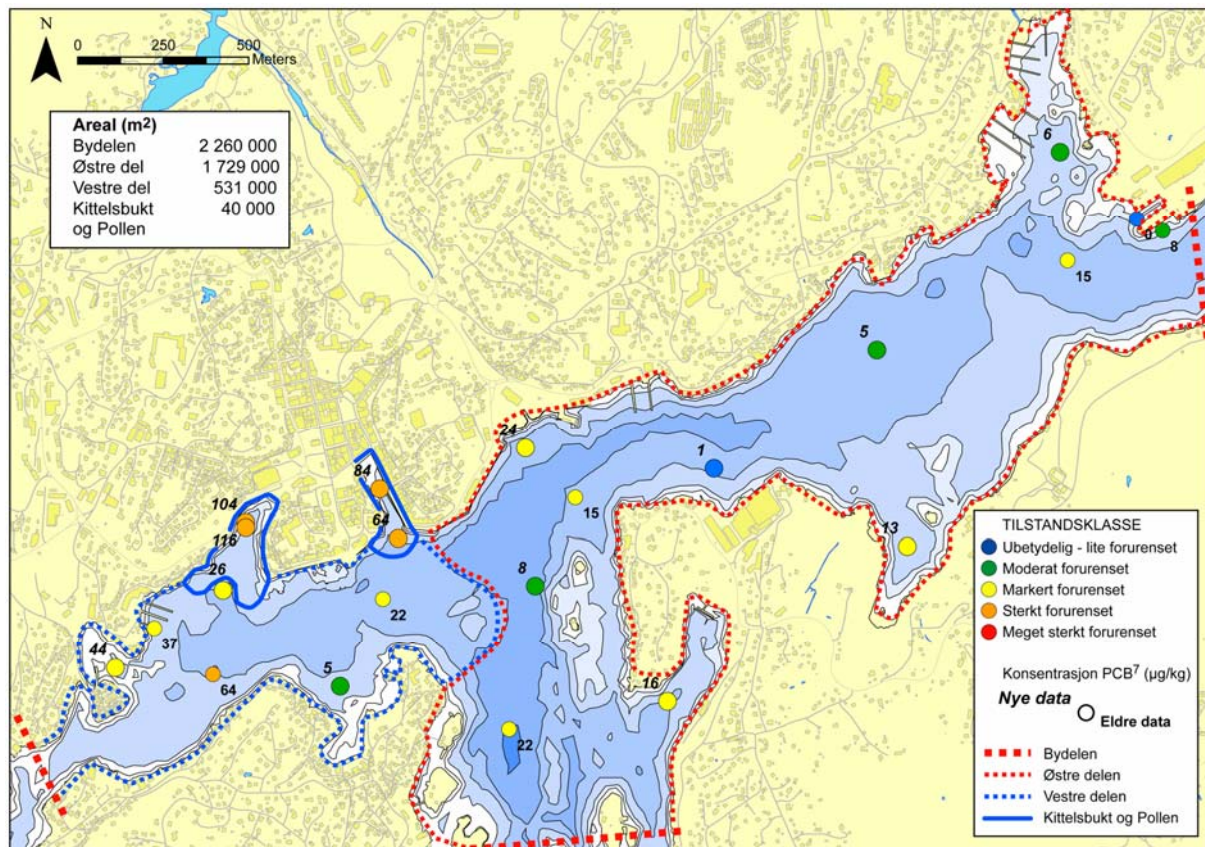 N
0 250 500
Meters
Areal (m2)
Bydelen 2 260 000
Østre del 1 729 000
Vestre del 531 000
Kittelsbukt 40 000
og Pollen
6
0
8
15
5
24
1
84
15
104
64
13
116
26
8
22
37
44
5
16
64
22
TILSTANDSKLASSE
Ubetydelig - lite forurenset
Moderat forurenset
Markert forurenset
Sterkt forurenset
Meget sterkt forurenset
Konsentrasjon PCB7 (µg/kg)
Nye data
Eldre data
Bydelen
Østre delen
Vestre delen
Kittelsbukt og Pollen